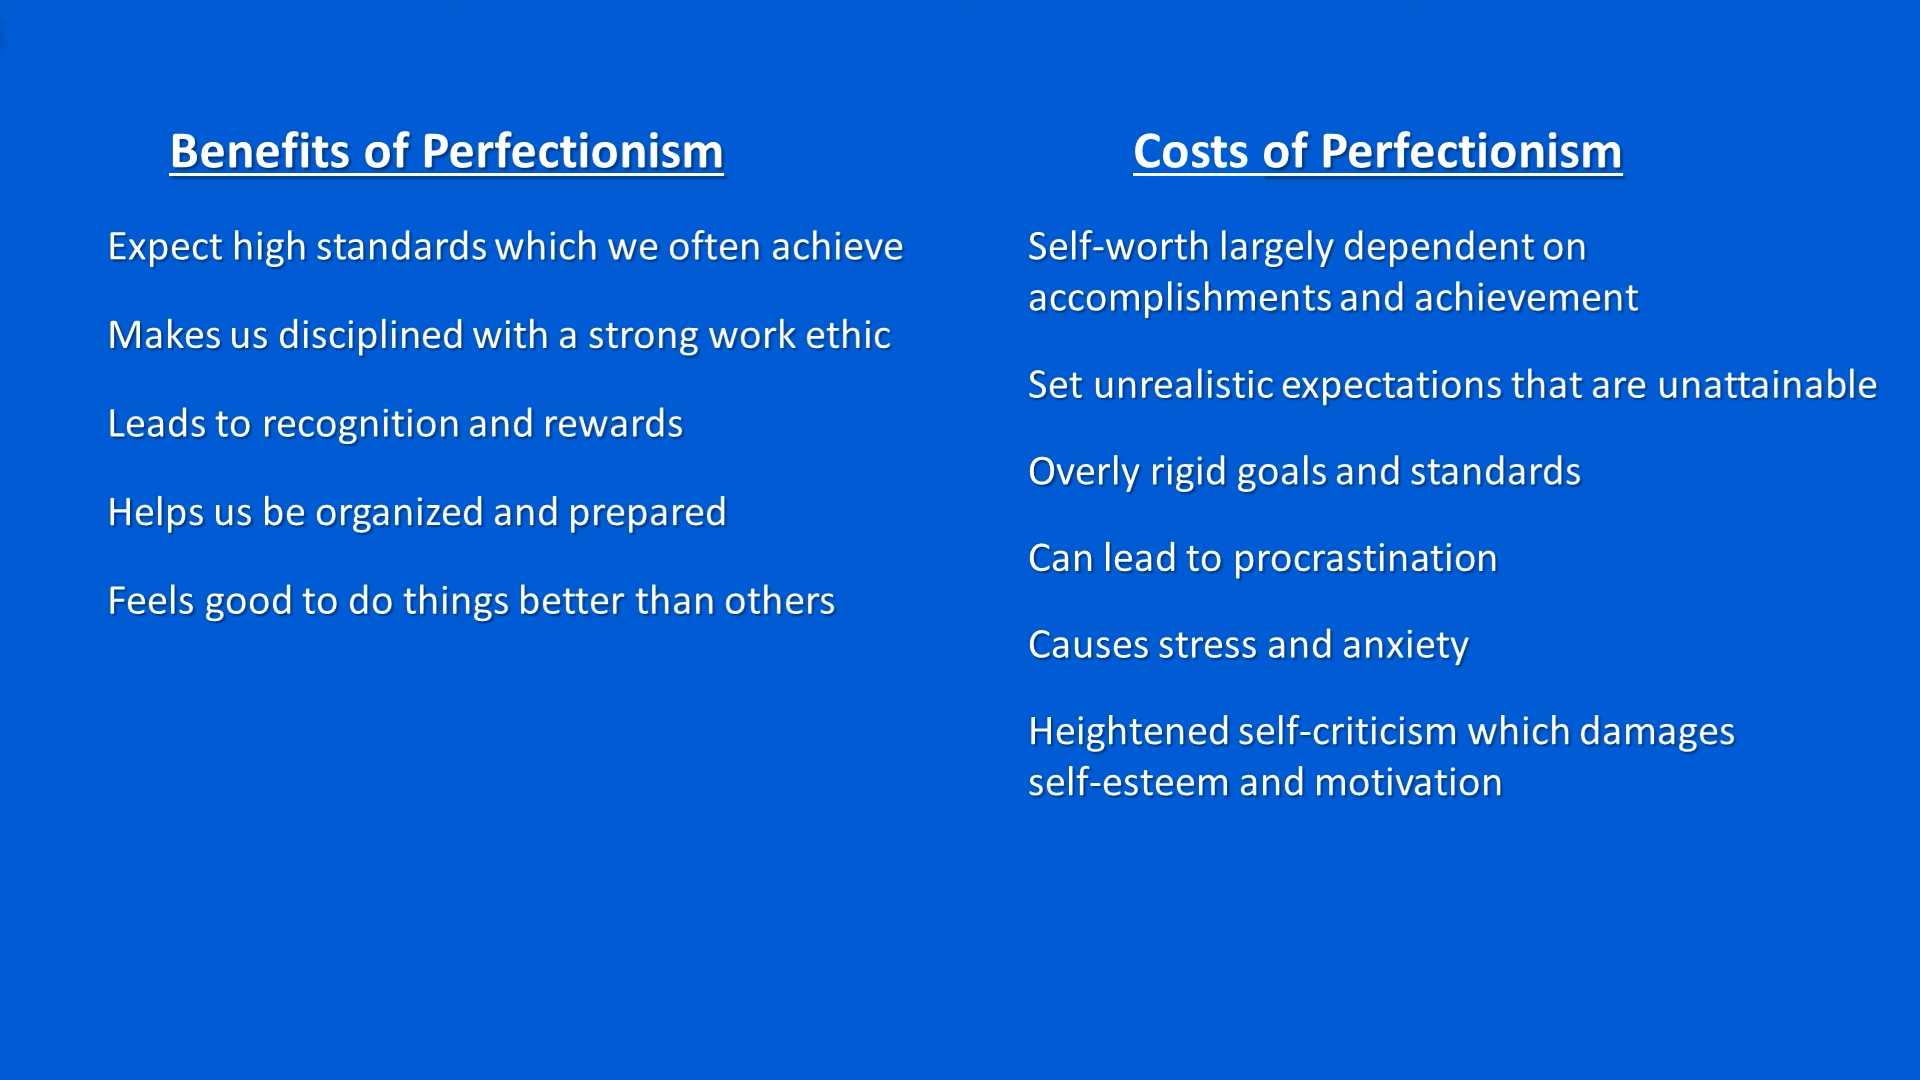 Benefits of Perfectionism
Expect high standards which we often achieve
Makes us disciplined with a strong work ethic
Leads to recognition and rewards
Helps us be organized and prepared
Feels good to do things better than others
Costs of Perfectionism
Self-worth largely dependent on
accomplishments and achievement
Set unrealistic expectations that are unattainable
Overly rigid goals and standards
Can lead to procrastination
Causes stress and anxiety
Heightened self-criticism which damages
self-esteem and motivation